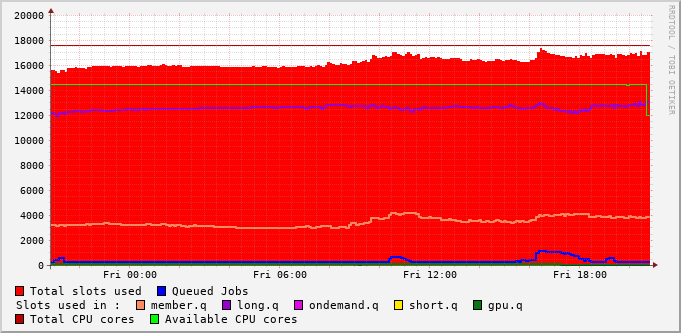 RRDTOOL / TOBI OETIKER
20000
18000
16000
14000
12000
10000
8000
6000
4000
2000
0
Fri 00:00 Fri 06:00 Fri 12:00 Fri 18:00
Total slots used Queued Jobs
Slots used in : member.q long.q ondemand.q short.q gpu.q
Total CPU cores Available CPU cores